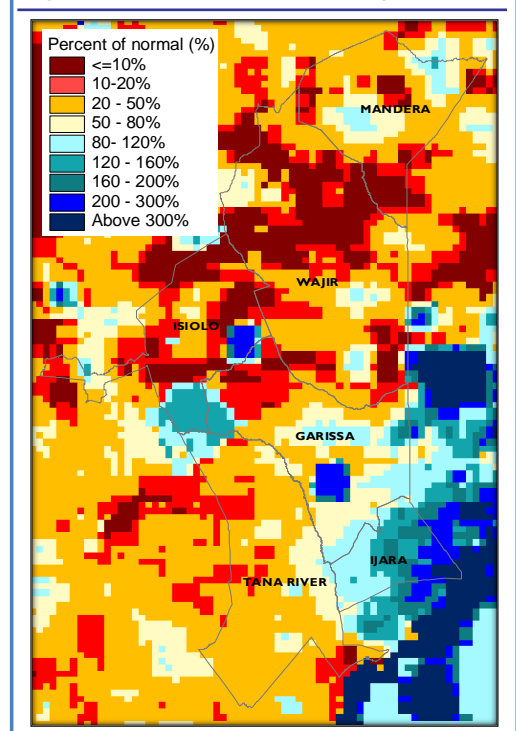 Percent of normal (%)
<=10%
10-20%
20 - 50%
50 - 80%
80- 120%
120 - 160%
160 - 200%
200 - 300%
Above 300%
MANDERA
WAJIR
ISIOLO
GARISSA
IJARA
TANA RIVER